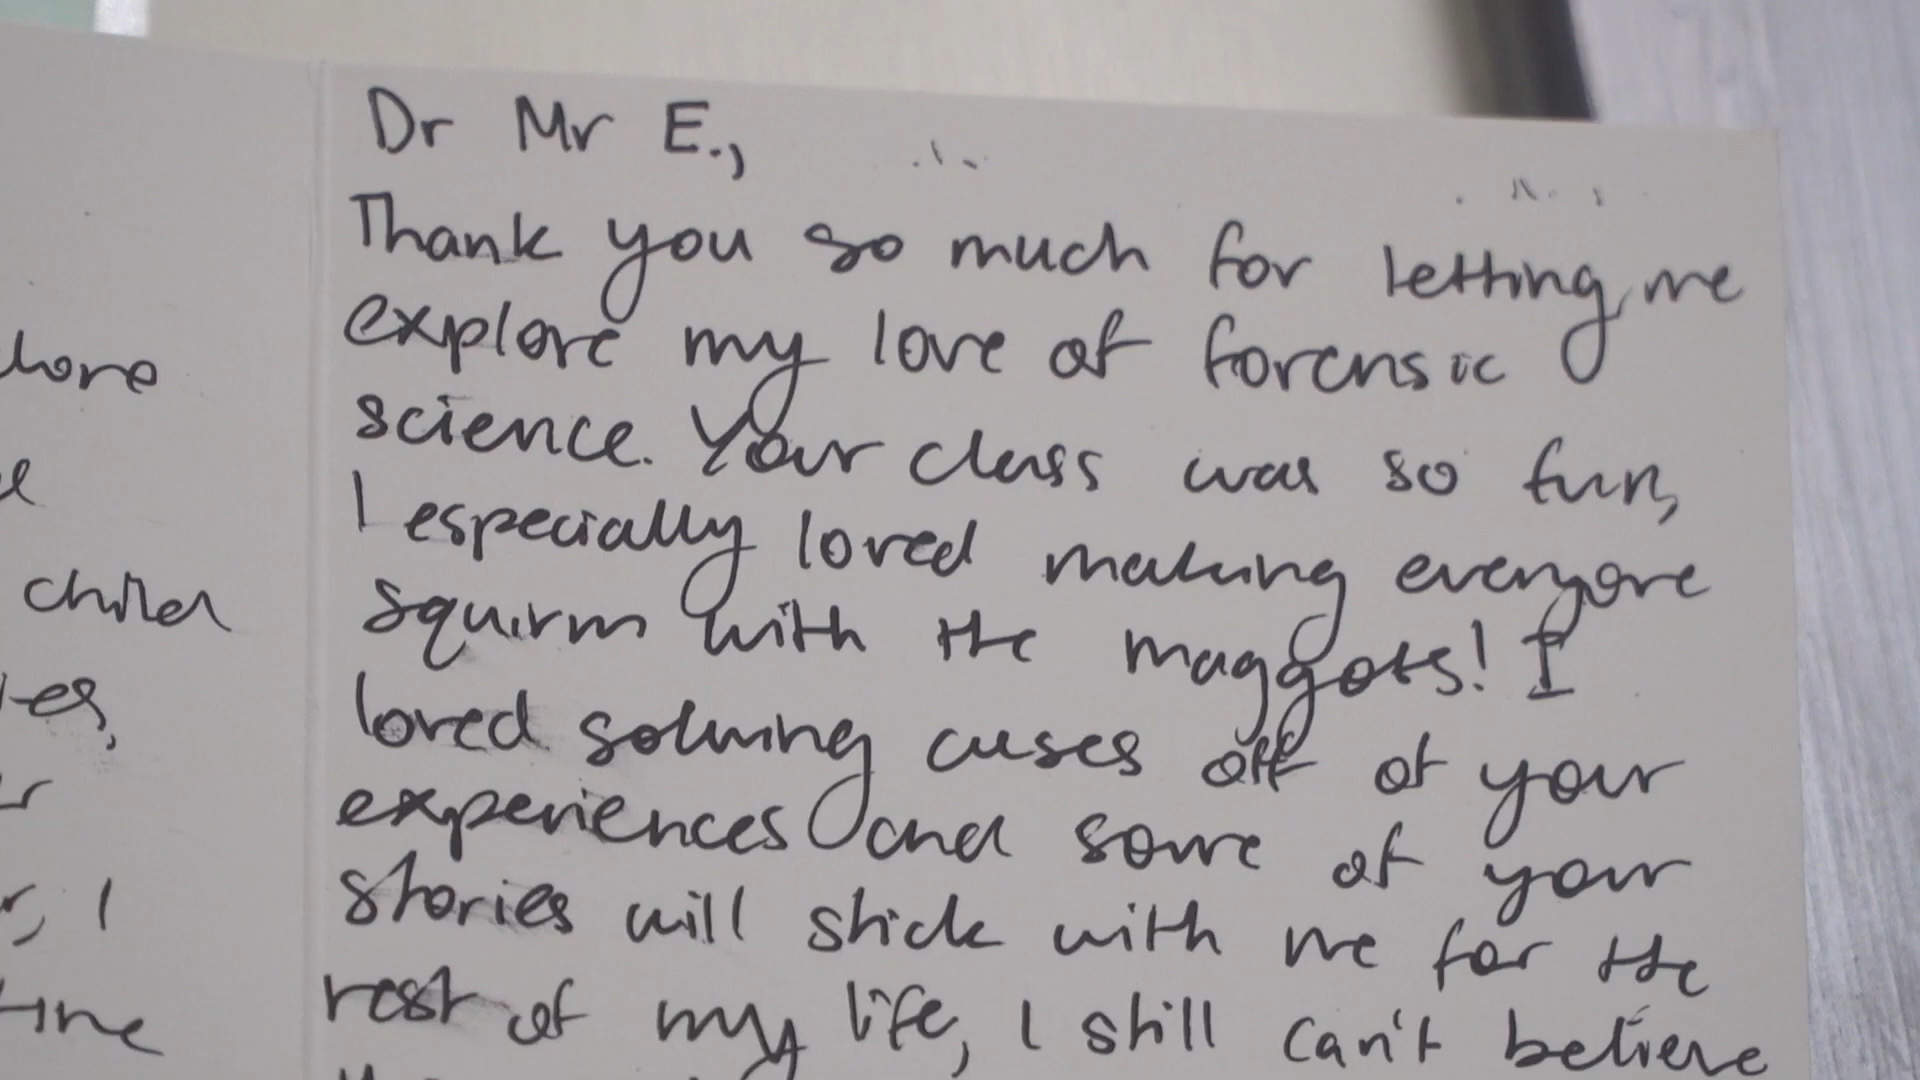 child
I
Dr Mr E.,
Thank you so much for letting me
explore my love of forensic
science. Your class was so fun,
I especially loved making everyone
squirm with the maggots! I
loved solving cases off of your
experiences and some of your
stories will stick with me for the
rest of my life, I still can't believe